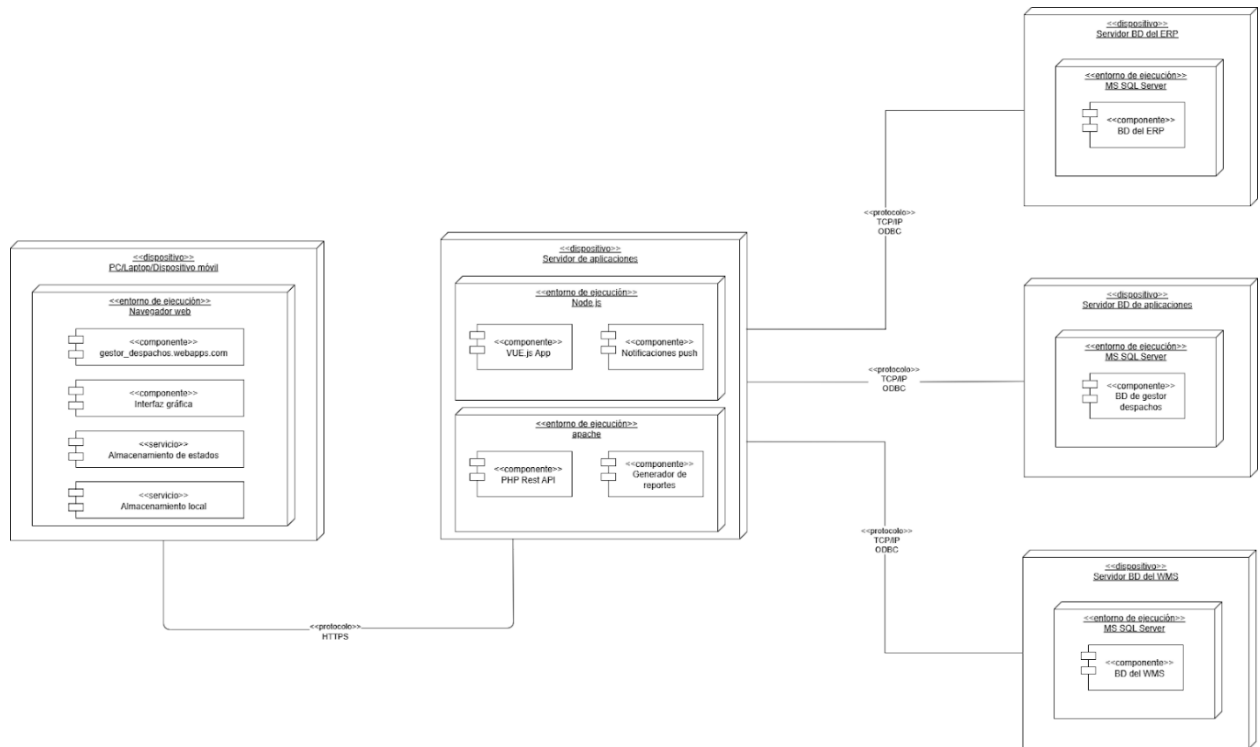 <<dispositivo>>
PC/Laptop/Dispositivo móvil
<<entorno de ejecución>>
Navegador web
<<componente>>
gestor_despachos.webapps.com
<<componente>>
Interfaz gráfica
<<servicio>>
Almacenamiento de estados
<<servicio>>
Almacenamiento local
<<protocolo>>
HTTPS
<<dispositivo>>
Servidor de aplicaciones
<<entorno de ejecución>>
Node.js
<<componente>>
VUE.js App
<<componente>>
Notificaciones push
<<entorno de ejecución>>
apache
<<componente>>
PHP Rest API
<<componente>>
Generador de
reportes
<<protocolo>>
TCP/IP
ODBC
<<protocolo>>
TCP/IP
ODBC
<<protocolo>>
TCP/IP
ODBC
<<dispositivo>>
Servidor BD del ERP
<<entorno de ejecución>>
MS SQL Server
<<componente>>
BD del ERP
<<dispositivo>>
Servidor BD de aplicaciones
<<entorno de ejecución>>
MS SQL Server
<<componente>>
BD de gestor
despachos
<<dispositivo>>
Servidor BD del WMS
<<entorno de ejecución>>
MS SQL Server
<<componente>>
BD del WMS